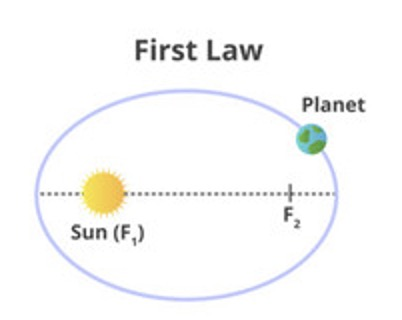 First Law
Planet
F₂
Sun (F₁)